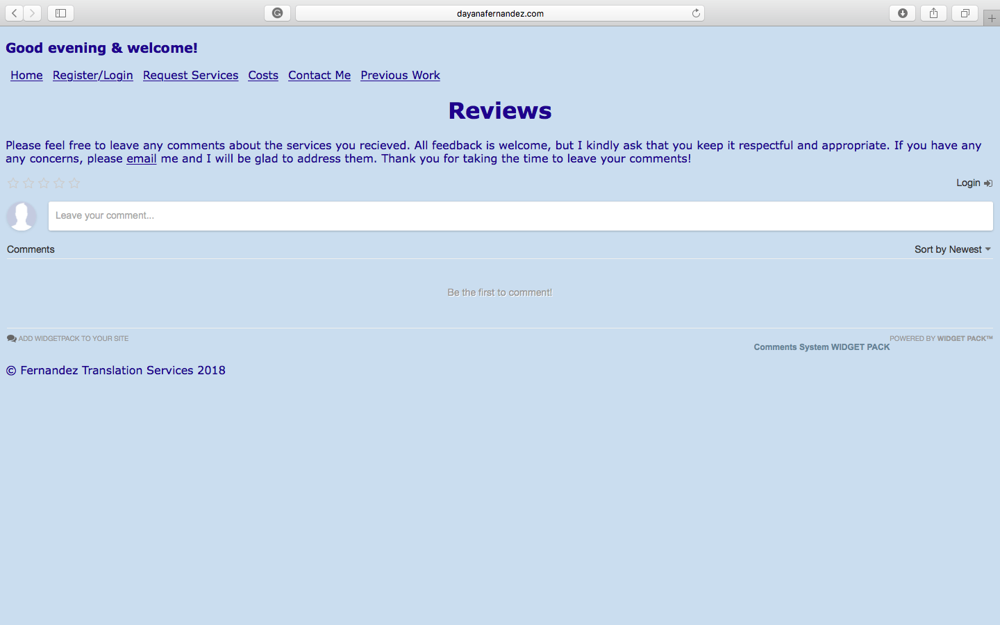 dayanafernandez.com
Good evening & welcome!
Home Register/Login Request Services Costs Contact Me Previous Work
Reviews
Please feel free to leave any comments about the services you recieved. All feedback is welcome, but I kindly ask that you keep it respectful and appropriate. If you have any
any concerns, please email me and I will be glad to address them. Thank you for taking the time to leave your comments!
Login
Leave your comment...
Comments Sort by Newest
Be the first to comment!
ADD WIDGETPACK TO YOUR SITE POWERED BY WIDGET PACK™
Comments System WIDGET PACK
© Fernandez Translation Services 2018